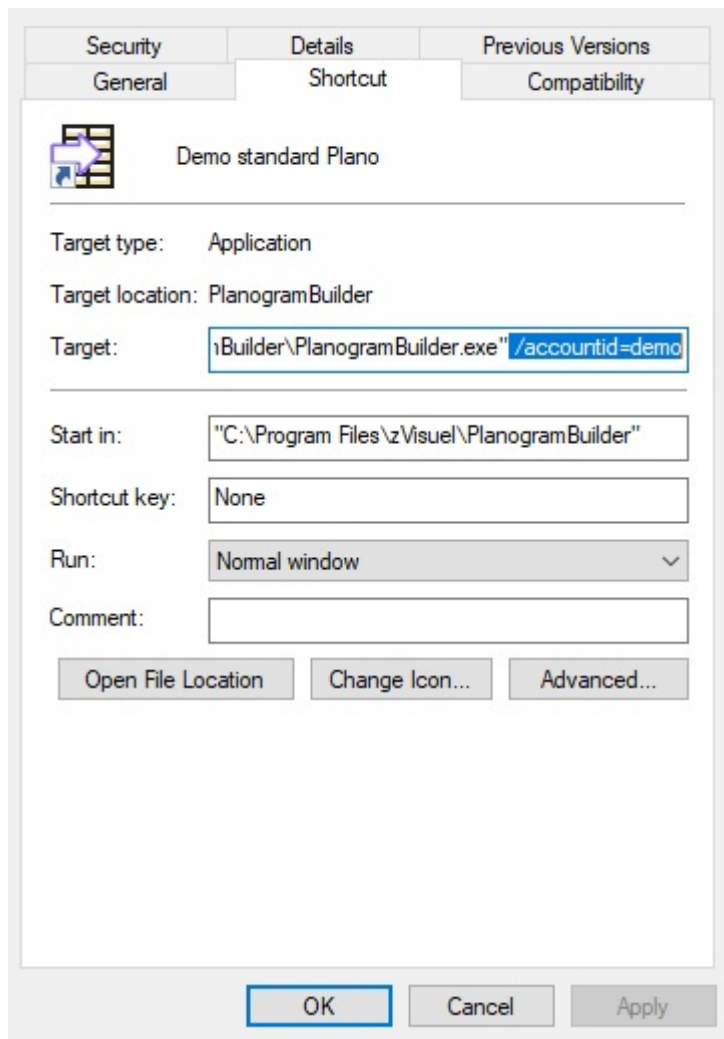 Security Details Previous Versions
General Shortcut Compatibility
Demo standard Plano
Target type: Application
Target location: PlanogramBuilder
Target: ıBuilder\PlanogramBuilder.exe" /accountid=demo
Start in: "C:\Program Files\zVisuel\PlanogramBuilder"
Shortcut key: None
Run: Normal window
Comment:
Open File Location Change Icon... Advanced...
OK Cancel Apply